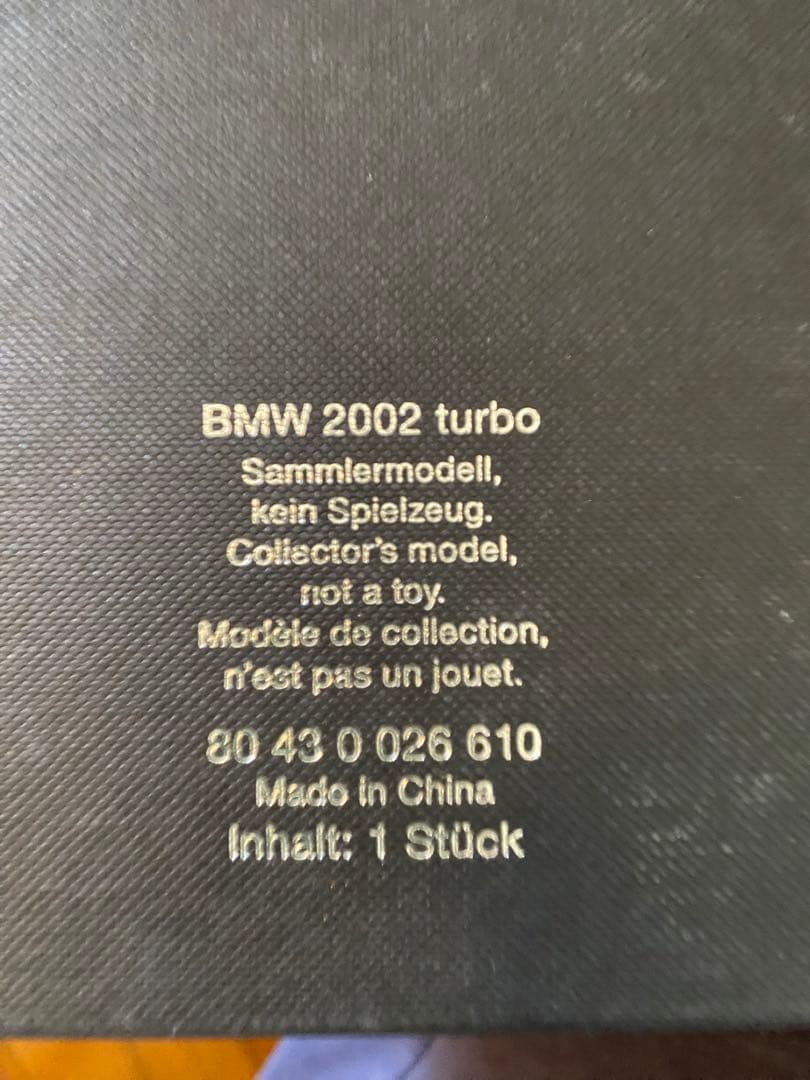 BMW 2002 turbo
Sammlermodell,
kein Spielzeug.
Collector's model,
not a toy.
Modèle de collection,
n'est pas un jouet.
80 43 0 026 610
Made in China
Inhalt: 1 Stück